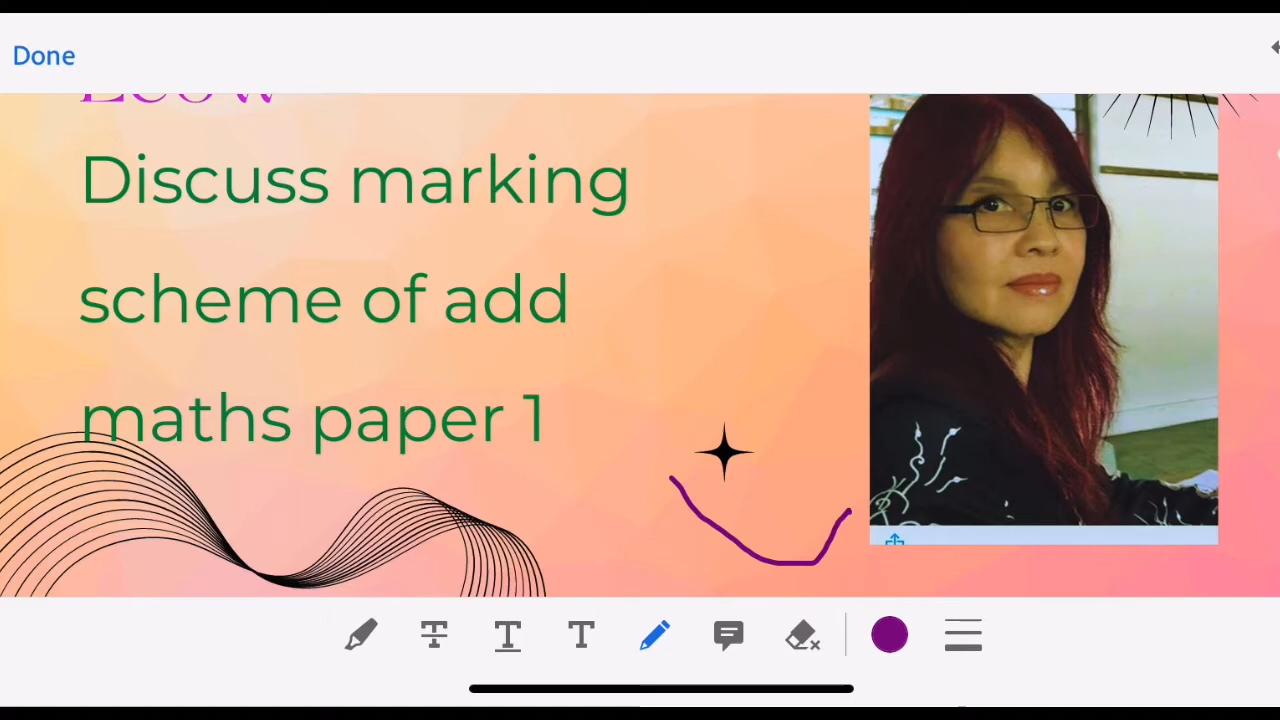 Done
Discuss marking
scheme of add
maths paper 1